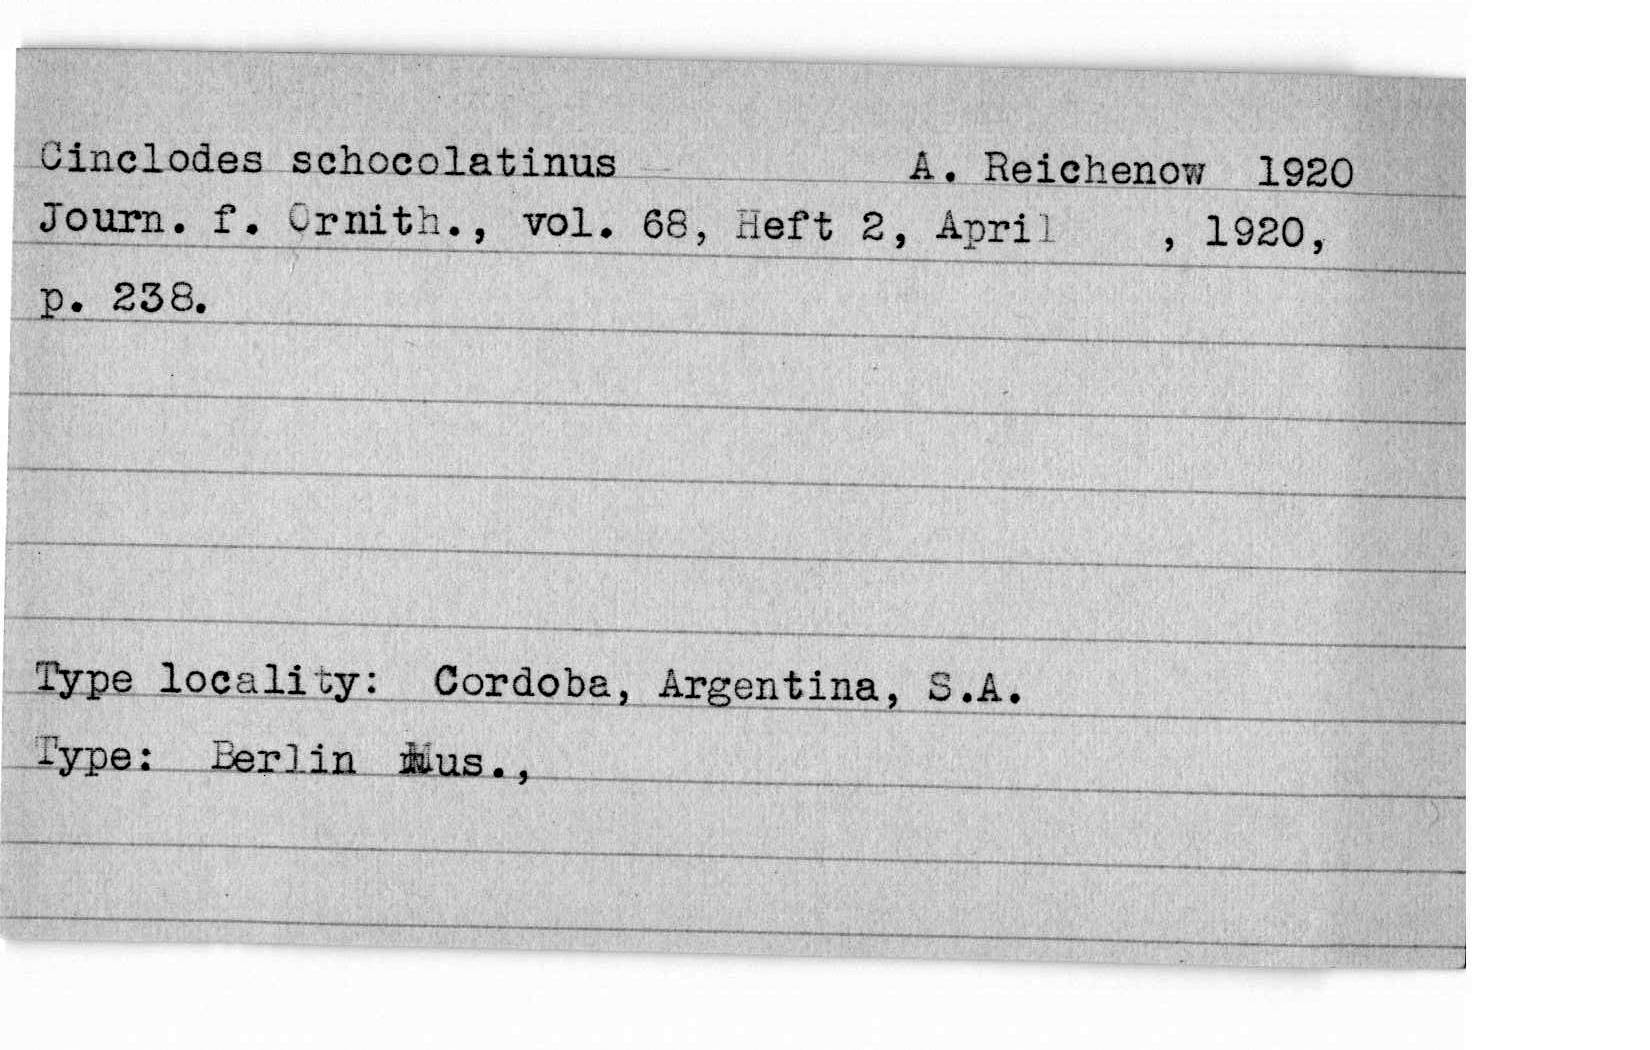 Cinclodes schocolatinus A. Reichenow 1920
Journ. f. Ornith., vol. 68, Heft 2, April , 1920,
p. 238.
Type locality: Cordoba, Argentina, S.A.
Type: Berlin Mus.,